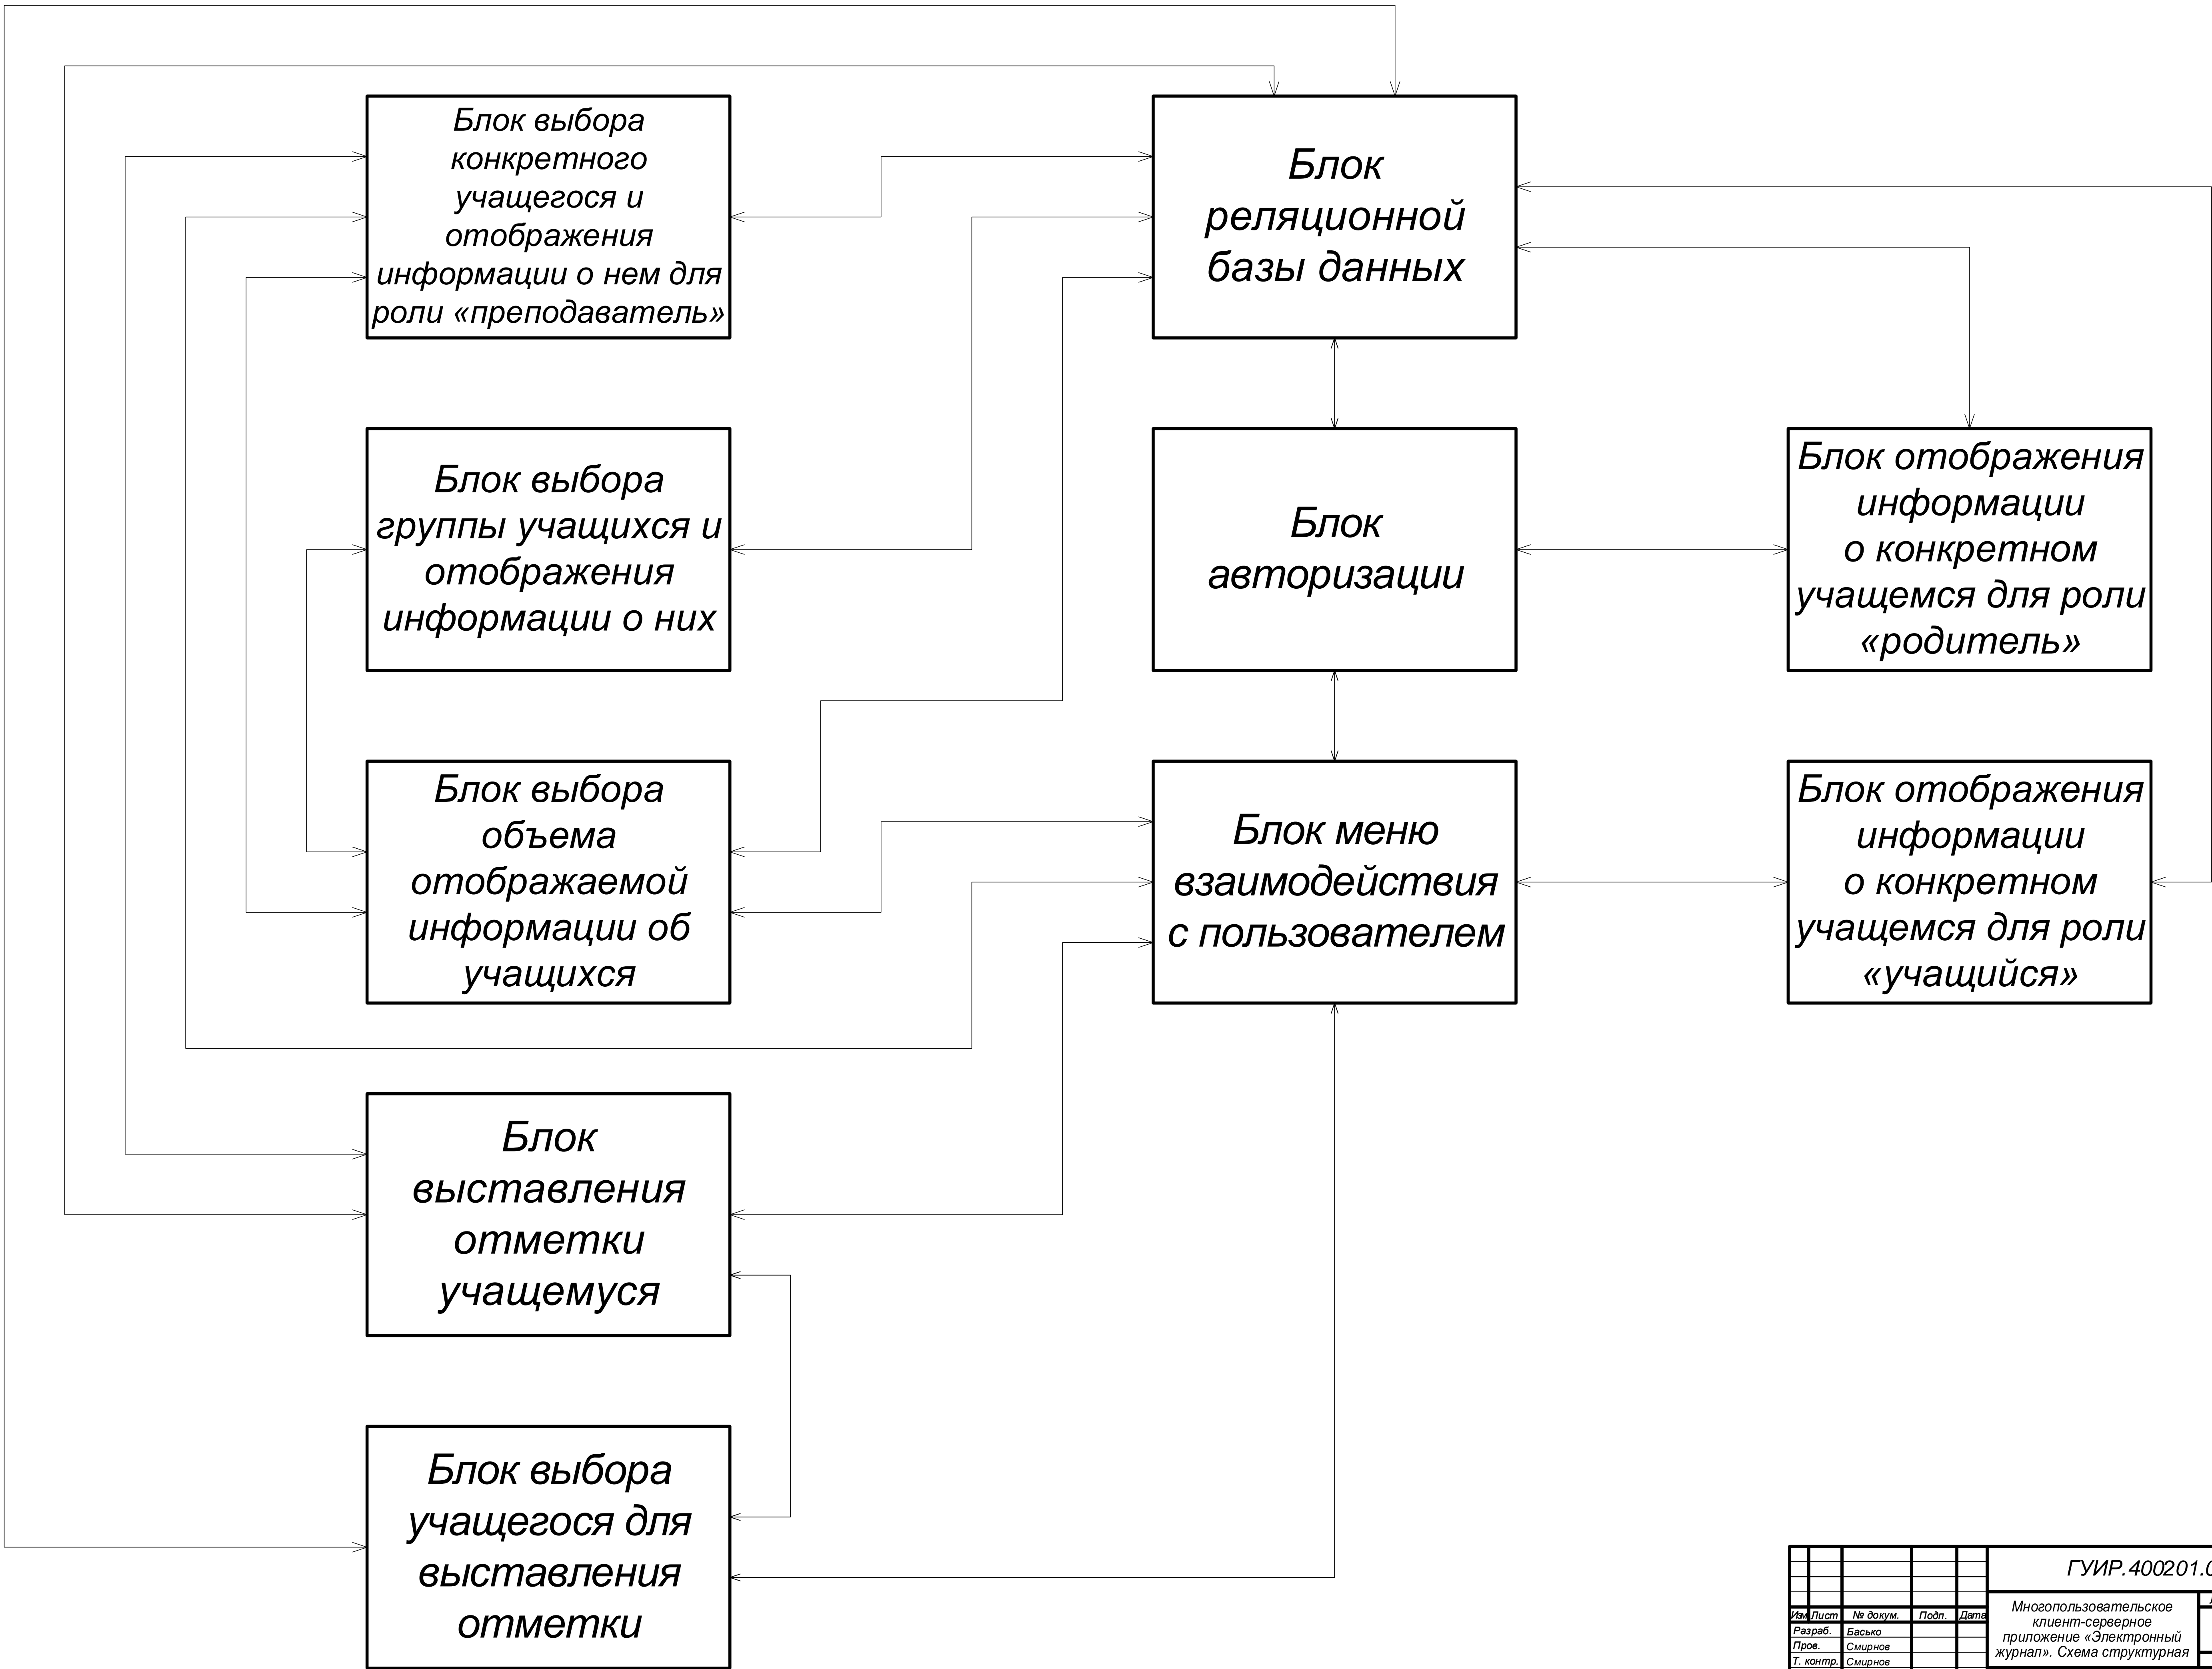 Блок выбора
конкретного
учащегося и
отображения
информации о нем для
роли «преподаватель»
Блок
реляционной
базы данных
Блок выбора
группы учащихся и
отображения
информации о них
Блок
авторизации
Блок отображения
информации
о конкретном
учащемся для роли
«родитель»
Блок выбора
объема
отображаемой
информации об
учащихся
Блок меню
взаимодействия
с пользователем
Блок отображения
информации
о конкретном
учащемся для роли
«учащийся»
Блок
выставления
отметки
учащемуся
Блок выбора
учащегося для
выставления
отметки
ГУИР.400201.0
Изм Лист № докум. Подп. Дата
Разраб. Басько
Пров. Смирнов
Т. контр. Смирнов
Многопользовательское
клиент-серверное
приложение «Электронный
журнал». Схема структурная